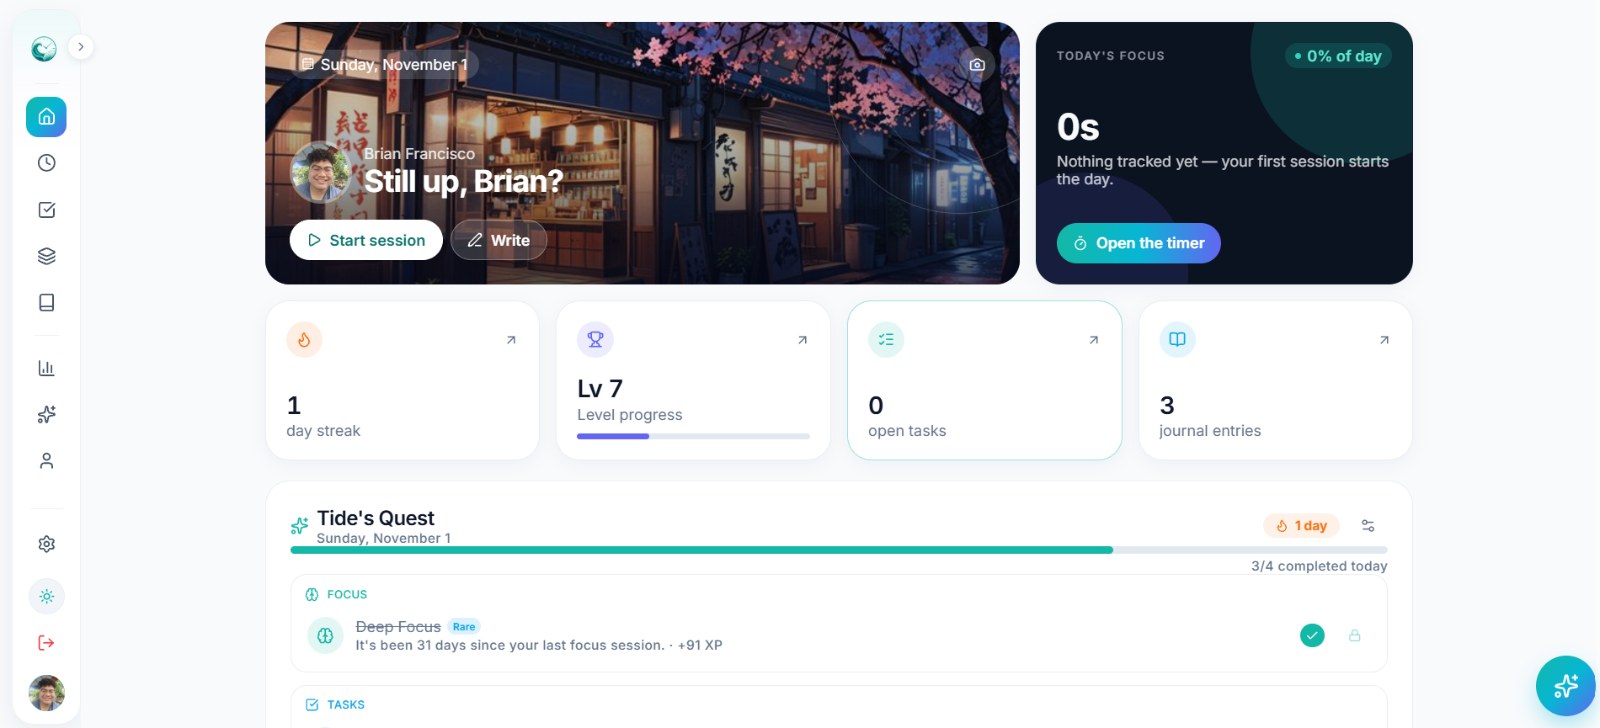 Sunday, November 1
Brian Francisco
Still up, Brian?
Start session
Write
TODAY'S FOCUS
0% of day
0s
Nothing tracked yet — your first session starts
the day.
Open the timer
1
day streak
Lv 7
Level progress
0
open tasks
3
journal entries
Tide's Quest
Sunday, November 1
1 day
3/4 completed today
FOCUS
Deep Focus Rare
It's been 31 days since your last focus session. · +91 XP
TASKS